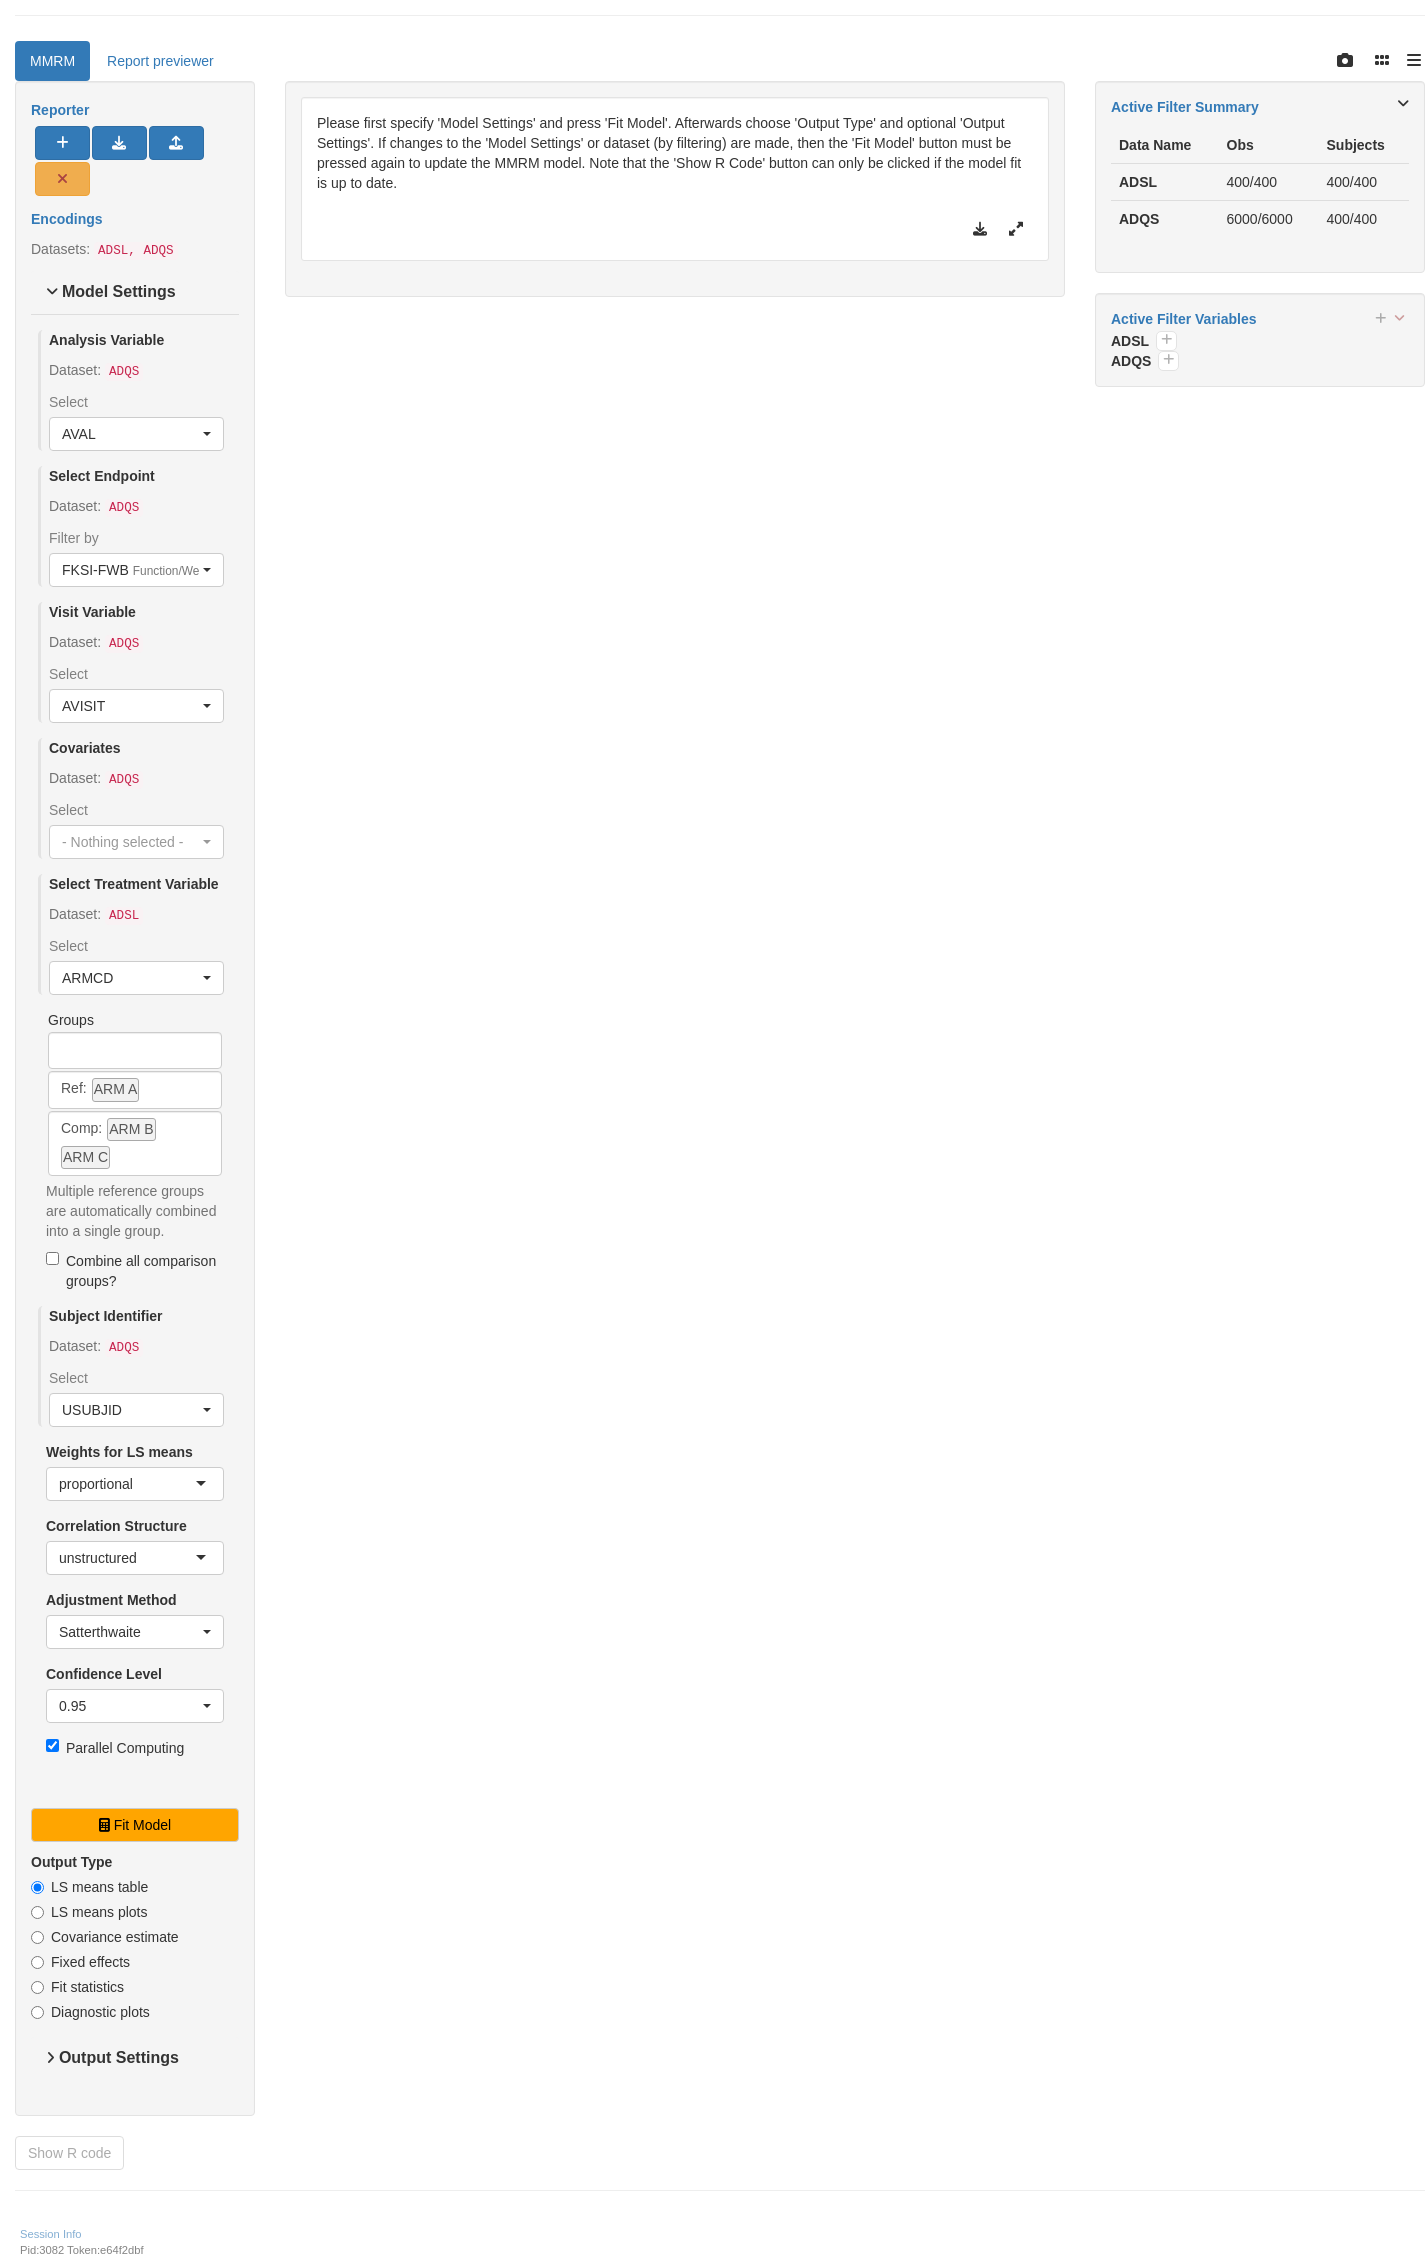 MMRM
Report previewer
Reporter
Encodings
Datasets: ADSL, ADQS
Model Settings
Analysis Variable
Dataset: ADQS
Select
AVAL
Select Endpoint
Dataset: ADQS
Filter by
FKSI-FWB Function/We
Visit Variable
Dataset: ADQS
Select
AVISIT
Covariates
Dataset: ADQS
Select
- Nothing selected -
Select Treatment Variable
Dataset: ADSL
Select
ARMCD
Groups
Ref: ARM A
Comp: ARM B
ARM C
Multiple reference groups
are automatically combined
into a single group.
Combine all comparison
groups?
Subject Identifier
Dataset: ADQS
Select
USUBJID
Weights for LS means
proportional
Correlation Structure
unstructured
Adjustment Method
Satterthwaite
Confidence Level
0.95
Parallel Computing
Fit Model
Output Type
LS means table
LS means plots
Covariance estimate
Fixed effects
Fit statistics
Diagnostic plots
Output Settings
Please first specify 'Model Settings' and press 'Fit Model'. Afterwards choose 'Output Type' and optional 'Output
Settings'. If changes to the 'Model Settings' or dataset (by filtering) are made, then the 'Fit Model' button must be
pressed again to update the MMRM model. Note that the 'Show R Code' button can only be clicked if the model fit
is up to date.
Active Filter Summary
Data Name Obs Subjects
ADSL 400/400 400/400
ADQS 6000/6000 400/400
Active Filter Variables
ADSL
ADQS
Show R code
Session Info
Pid:3082 Token:e64f2dbf